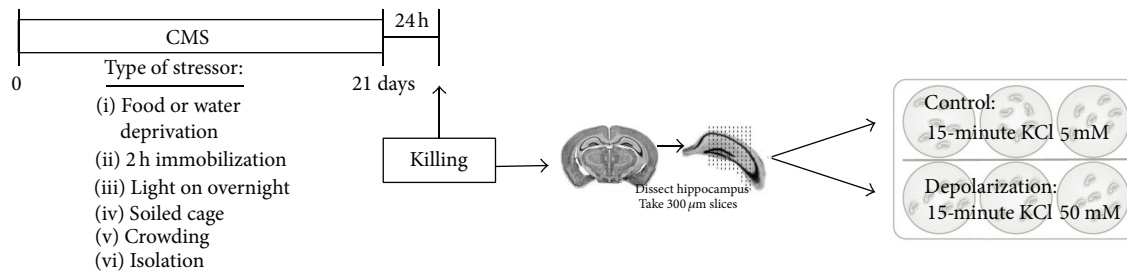 24 h
CMS
0
21 days
Type of stressor:
(i) Food or water
deprivation
(ii) 2 h immobilization
(iii) Light on overnight
(iv) Soiled cage
(v) Crowding
(vi) Isolation
Killing
Dissect hippocampus
Take 300 μm slices
Control:
15-minute KCl 5 mM
Depolarization:
15-minute KCl 50 mM